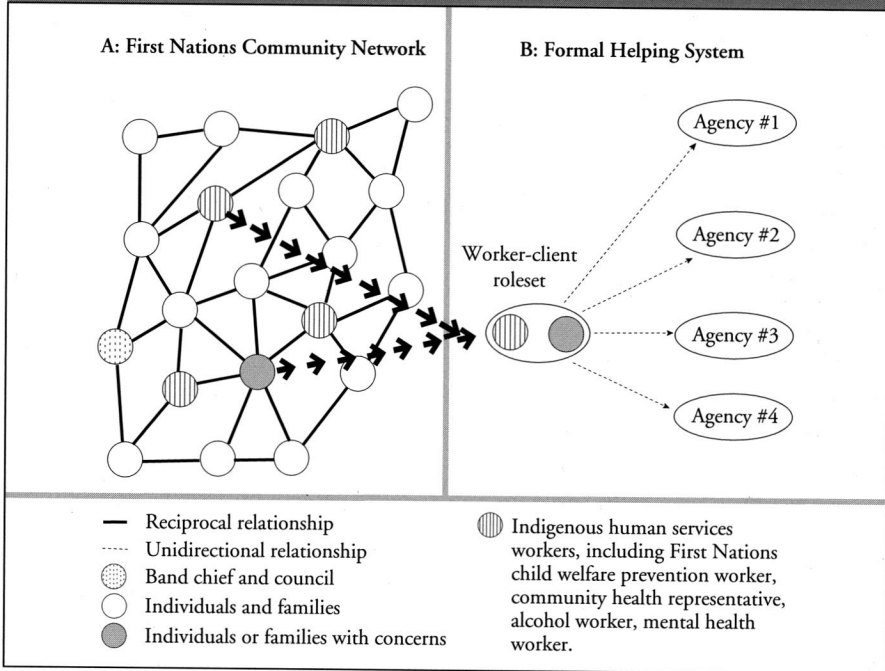 A: First Nations Community Network
B: Formal Helping System
Agency #1
Agency #2
Worker-client
roleset
Agency #3
Agency #4
Reciprocal relationship
Unidirectional relationship
Band chief and council
Individuals and families
Individuals or families with concerns
Indigenous human services
workers, including First Nations
child welfare prevention worker,
community health representative,
alcohol worker, mental health
worker.